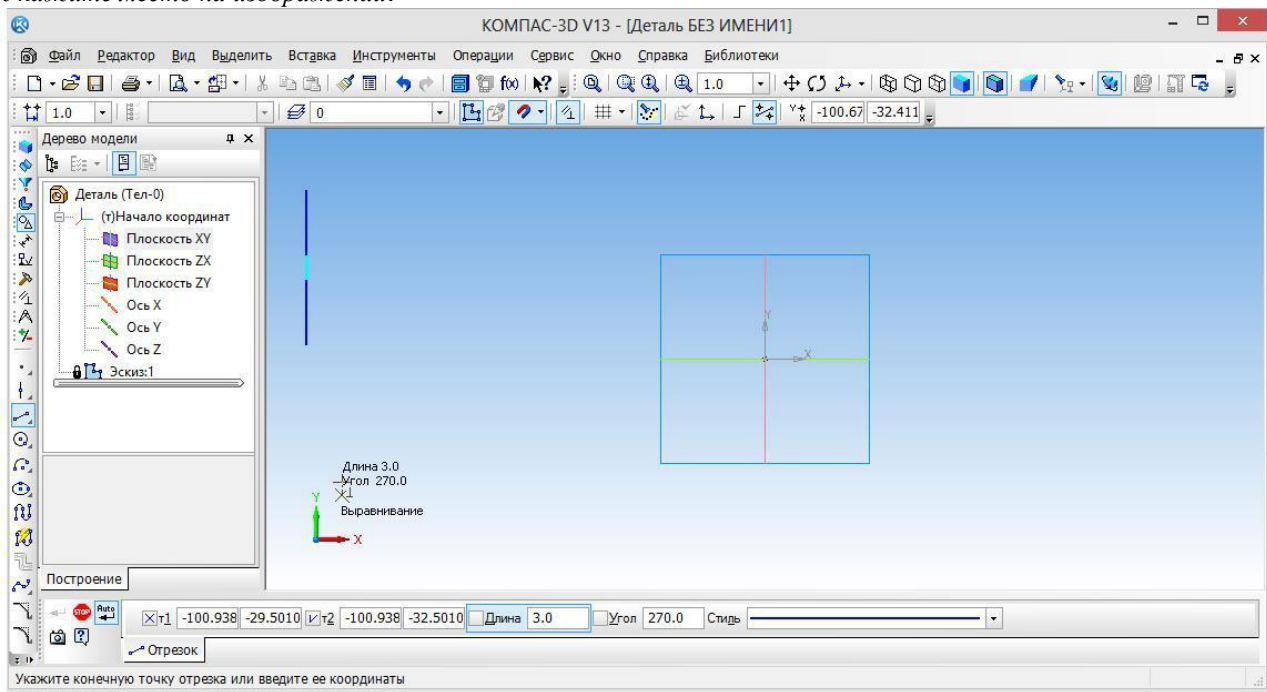 КОМПАС-3D V13 - [Деталь БЕЗ ИМЕНИ1]
Файл Редактор Вид Выделить Вставка Инструменты Операции Сервис Окно Справка Библиотеки
f(x) 1.0
1.0 0 -100.67 -32.411
Дерево модели
Деталь (Тел-0)
(т)Начало координат
Плоскость XY
Плоскость ZX
Плоскость ZY
Ось X
Ось Y
Ось Z
Эскиз:1
Y
X
Длина 3.0
Угол 270.0
Выравнивание
Y
X
Построение
STOP Auto т1 -100.938 -29.5010 т2 -100.938 -32.5010 Длина 3.0 Угол 270.0 Стиль
Отрезок
Укажите конечную точку отрезка или введите ее координаты